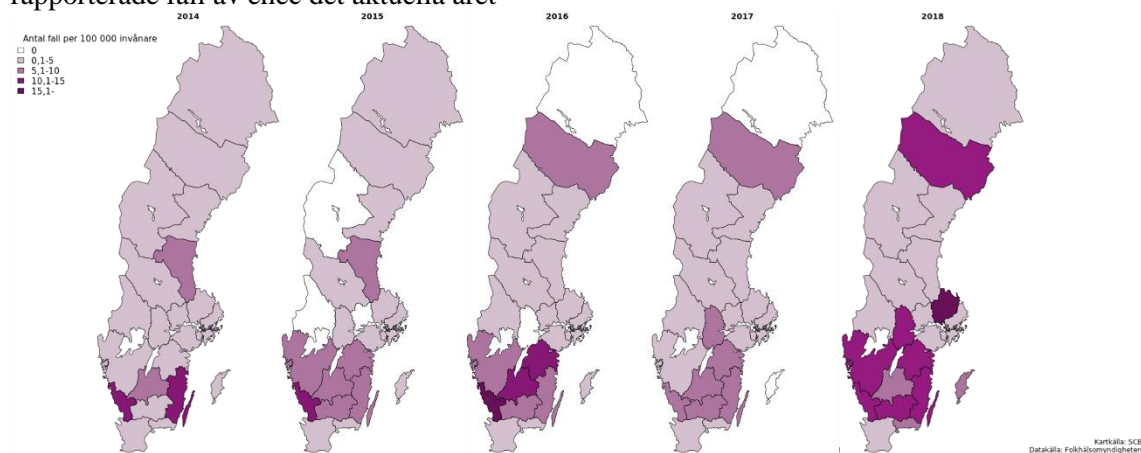 rapporterade fall av ehec det aktuella året
2014 2015 2016 2017 2018
Antal fall per 100 000 invånare
0
0,1-5
5,1-10
10,1-15
15,1-
Kartkälla: SCB
Datakälla: Folkhälsomyndigheten